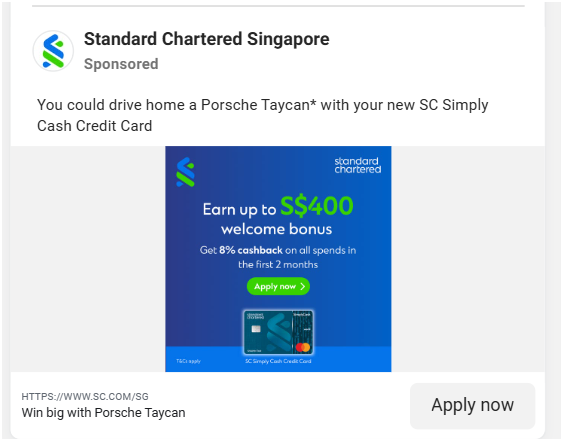 Standard Chartered Singapore
Sponsored
You could drive home a Porsche Taycan* with your new SC Simply
Cash Credit Card
standard
chartered
Earn up to S$400
welcome bonus
Get 8% cashback on all spends in
the first 2 months
Apply now
T&Cs apply
SC Simply Cash Credit Card
HTTPS://WWW.SC.COM/SG
Win big with Porsche Taycan
Apply now